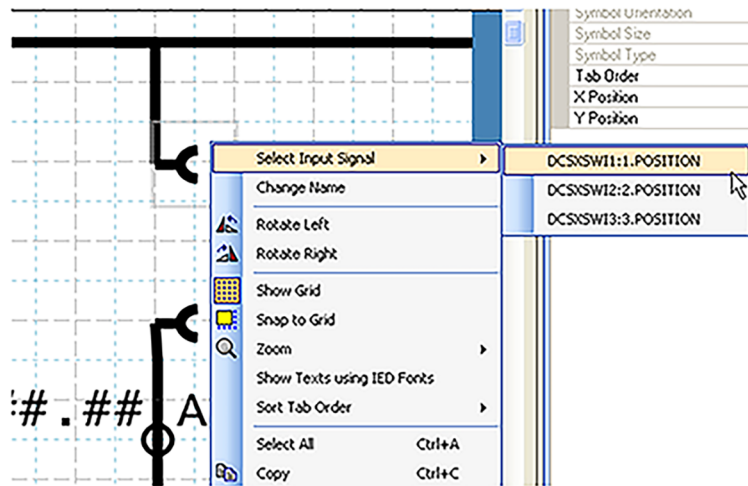 Symbol Orientation
Symbol Size
Symbol Type
Tab Order
X Position
Y Position
Select Input Signal
DCSXSWI1:1.POSITION
Change Name
DCSXSWI2:2.POSITION
DCSXSWI3:3.POSITION
Rotate Left
Rotate Right
Show Grid
Snap to Grid
Zoom
Show Texts using IED Fonts
##.## A
Sort Tab Order
Select All Ctrl+A
Copy Ctrl+C